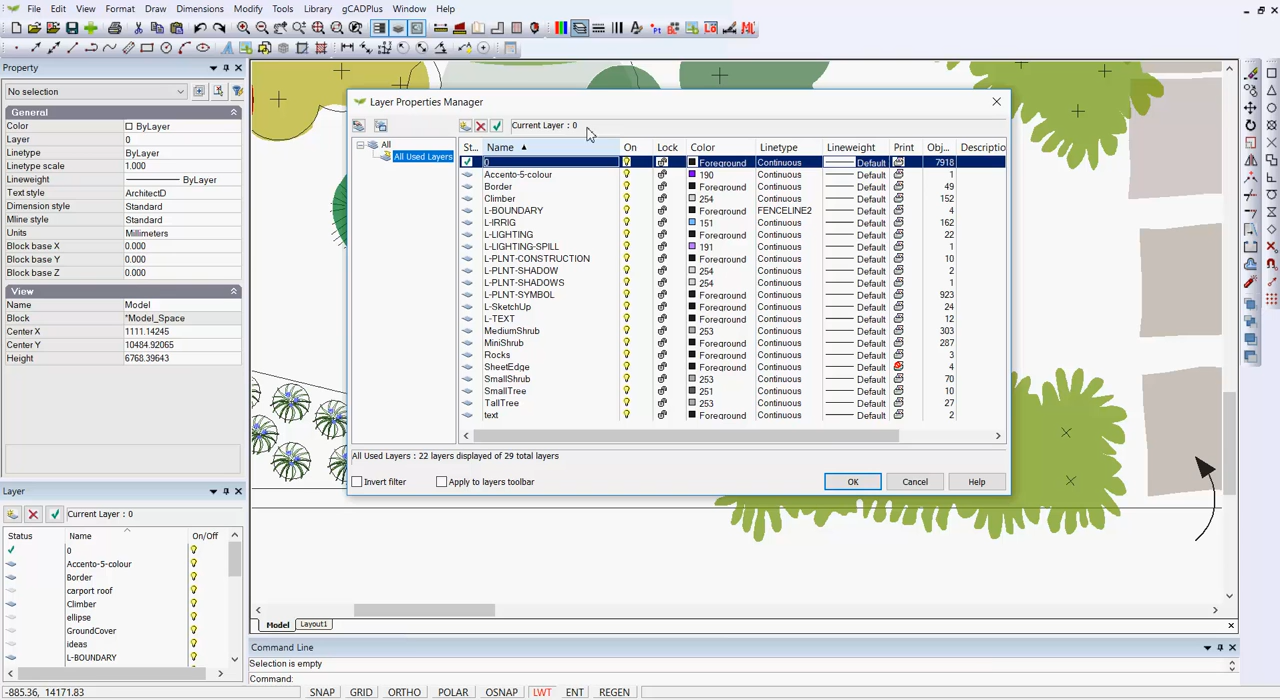 File Edit View Format Draw Dimensions Modify Tools Library gCADPlus Window Help
Property
No selection
General
Color ByLayer
Layer 0
Linetype ByLayer
Linetype scale 1.000
Lineweight ByLayer
Text style ArchitectD
Dimension style Standard
Mline style Standard
Units Millimeters
Block base X 0.000
Block base Y 0.000
Block base Z 0.000
View
Name Model
Block *Model_Space
Center X 1111.14245
Center Y 10484.92065
Height 6768.39643
Layer
Current Layer : 0
Status Name On/Off
0
Accento-5-colour
Border
carport roof
Climber
ellipse
GroundCover
ideas
L-BOUNDARY
Layer Properties Manager
Current Layer : 0
All
All Used Layers
St... Name On Lock Color Linetype Lineweight Print Obj... Descriptio
0 Foreground Continuous Default 7918
Accento-5-colour 190 Continuous Default 1
Border Foreground Continuous Default 49
Climber 254 Continuous Default 152
L-BOUNDARY Foreground FENCELINE2 Default 4
L-IRRIG 151 Continuous Default 162
L-LIGHTING Foreground Continuous Default 22
L-LIGHTING-SPILL 191 Continuous Default 1
L-PLNT-CONSTRUCTION Foreground Continuous Default 10
L-PLNT-SHADOW 254 Continuous Default 2
L-PLNT-SHADOWS 254 Continuous Default 1
L-PLNT-SYMBOL Foreground Continuous Default 923
L-SketchUp Foreground Continuous Default 24
L-TEXT Foreground Continuous Default 12
MediumShrub 253 Continuous Default 303
MiniShrub Foreground Continuous Default 287
Rocks Foreground Continuous Default 3
SheetEdge Foreground Continuous Default 4
SmallShrub 253 Continuous Default 70
SmallTree 251 Continuous Default 10
TallTree 253 Continuous Default 27
text Foreground Continuous Default 2
All Used Layers : 22 layers displayed of 29 total layers
Invert filter Apply to layers toolbar
OK Cancel Help
Model Layout1
Command Line
Selection is empty
Command:
-885.36, 14171.83 SNAP GRID ORTHO POLAR OSNAP LWT ENT REGEN